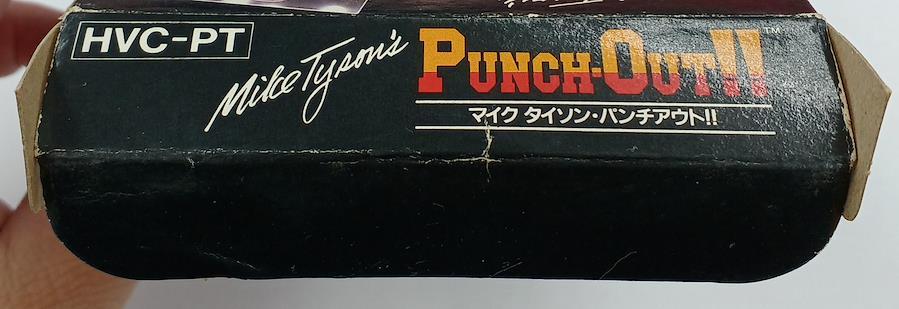 HVC-PT
Mike Tyson's
PUNCH-OUT!!™
マイク タイソン・パンチアウト!!